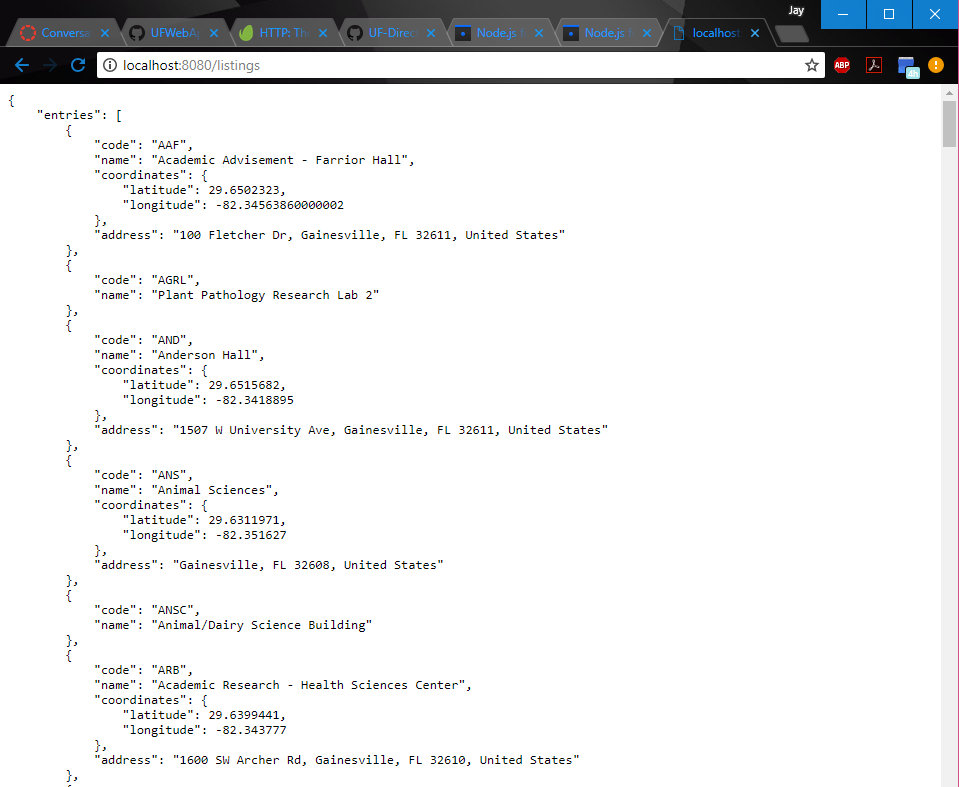 Jay
Conversa
UFWebAp
HTTP: Th
UF-Direct
Node.js
Node.js
localhost
localhost:8080/listings
ABP
{
    "entries": [
        {
            "code": "AAF",
            "name": "Academic Advisement - Farrior Hall",
            "coordinates": {
                "latitude": 29.6502323,
                "longitude": -82.34563860000002
            },
            "address": "100 Fletcher Dr, Gainesville, FL 32611, United States"
        },
        {
            "code": "AGRL",
            "name": "Plant Pathology Research Lab 2"
        },
        {
            "code": "AND",
            "name": "Anderson Hall",
            "coordinates": {
                "latitude": 29.6515682,
                "longitude": -82.3418895
            },
            "address": "1507 W University Ave, Gainesville, FL 32611, United States"
        },
        {
            "code": "ANS",
            "name": "Animal Sciences",
            "coordinates": {
                "latitude": 29.6311971,
                "longitude": -82.351627
            },
            "address": "Gainesville, FL 32608, United States"
        },
        {
            "code": "ANSC",
            "name": "Animal/Dairy Science Building"
        },
        {
            "code": "ARB",
            "name": "Academic Research - Health Sciences Center",
            "coordinates": {
                "latitude": 29.6399441,
                "longitude": -82.343777
            },
            "address": "1600 SW Archer Rd, Gainesville, FL 32610, United States"
        },